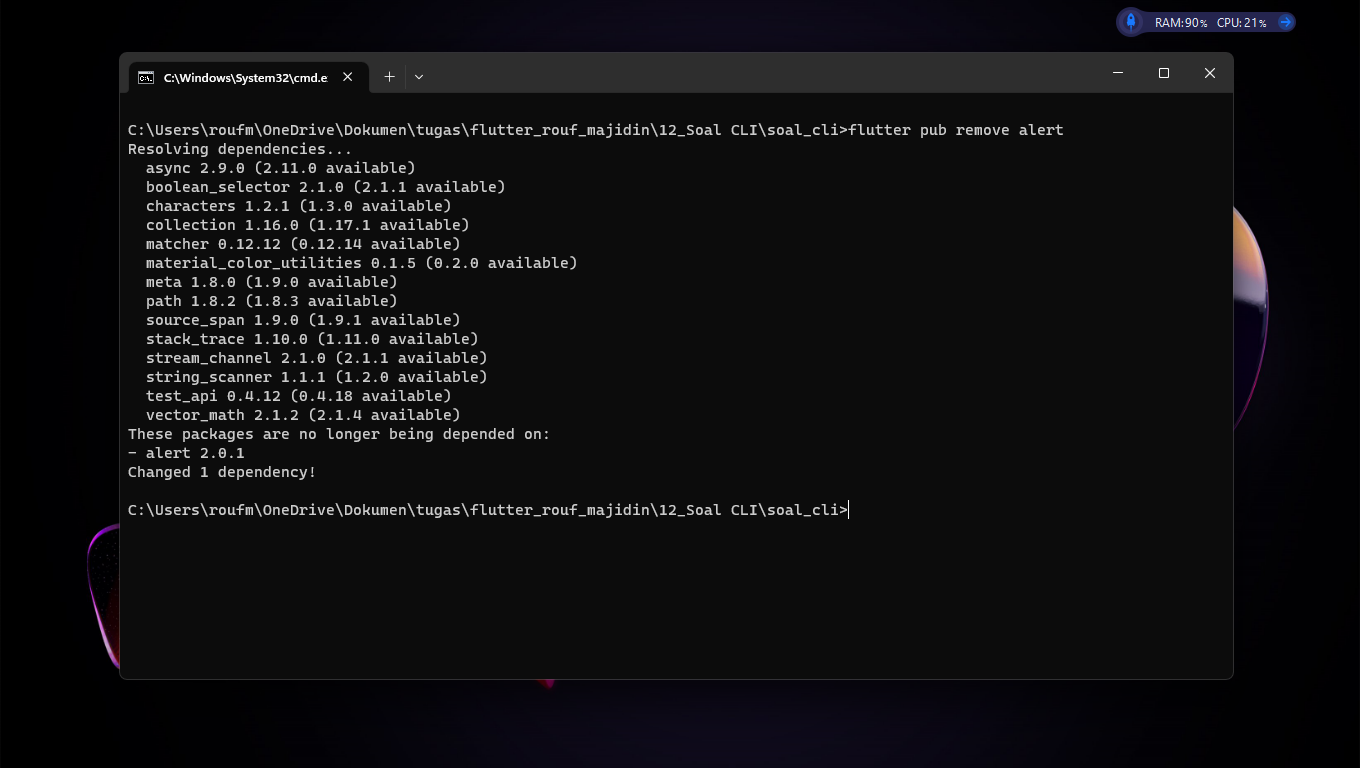 RAM:90% CPU:21%
C:\Windows\System32\cmd.e
C:\Users\roufm\OneDrive\Dokumen\tugas\flutter_rouf_majidin\12_Soal CLI\soal_cli>flutter pub remove alert
Resolving dependencies...
  async 2.9.0 (2.11.0 available)
  boolean_selector 2.1.0 (2.1.1 available)
  characters 1.2.1 (1.3.0 available)
  collection 1.16.0 (1.17.1 available)
  matcher 0.12.12 (0.12.14 available)
  material_color_utilities 0.1.5 (0.2.0 available)
  meta 1.8.0 (1.9.0 available)
  path 1.8.2 (1.8.3 available)
  source_span 1.9.0 (1.9.1 available)
  stack_trace 1.10.0 (1.11.0 available)
  stream_channel 2.1.0 (2.1.1 available)
  string_scanner 1.1.1 (1.2.0 available)
  test_api 0.4.12 (0.4.18 available)
  vector_math 2.1.2 (2.1.4 available)
These packages are no longer being depended on:
- alert 2.0.1
Changed 1 dependency!
C:\Users\roufm\OneDrive\Dokumen\tugas\flutter_rouf_majidin\12_Soal CLI\soal_cli>